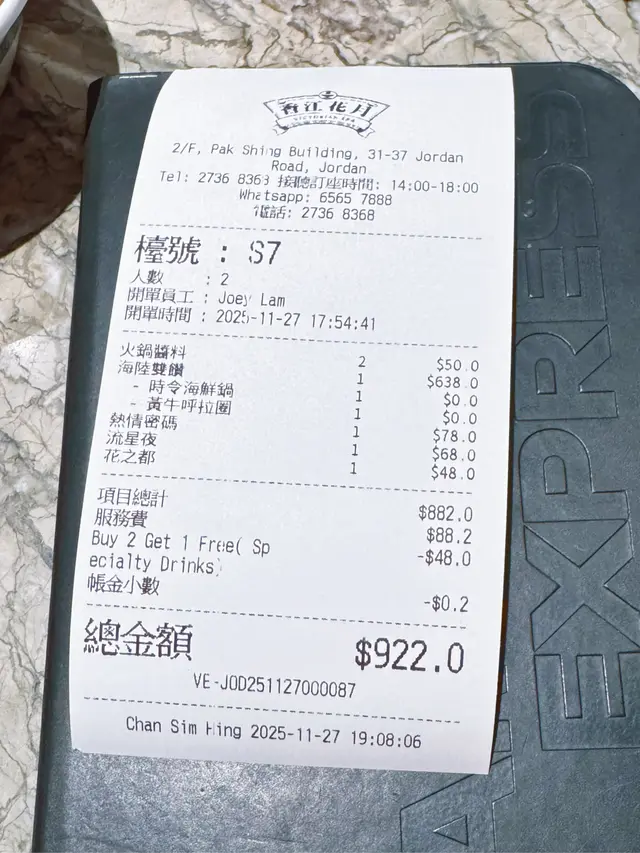 香江花月
2/F, Pak Shing Building, 31-37 Jordan
Road, Jordan
Tel: 2736 8368 接聽訂座時間: 14:00-18:00
Whatsapp: 6565 7888
電話: 2736 8368
檯號 : S7
人數 : 2
開單員工 : Joey Lam
開單時間 : 2025-11-27 17:54:41
火鍋醬料 2 $50.0
海陸雙饌 1 $638.0
- 時令海鮮鍋 1 $0.0
- 黃牛呼拉圈 1 $0.0
熱情密碼 1 $78.0
流星夜 1 $68.0
花之都 1 $48.0
項目總計 $882.0
服務費 $88.2
Buy 2 Get 1 Free( Sp -$48.0
ecialty Drinks)
帳金小數 -$0.2
總金額 $922.0
VE-JOD251127000087
Chan Sim Hing 2025-11-27 19:08:06
EXPRESS